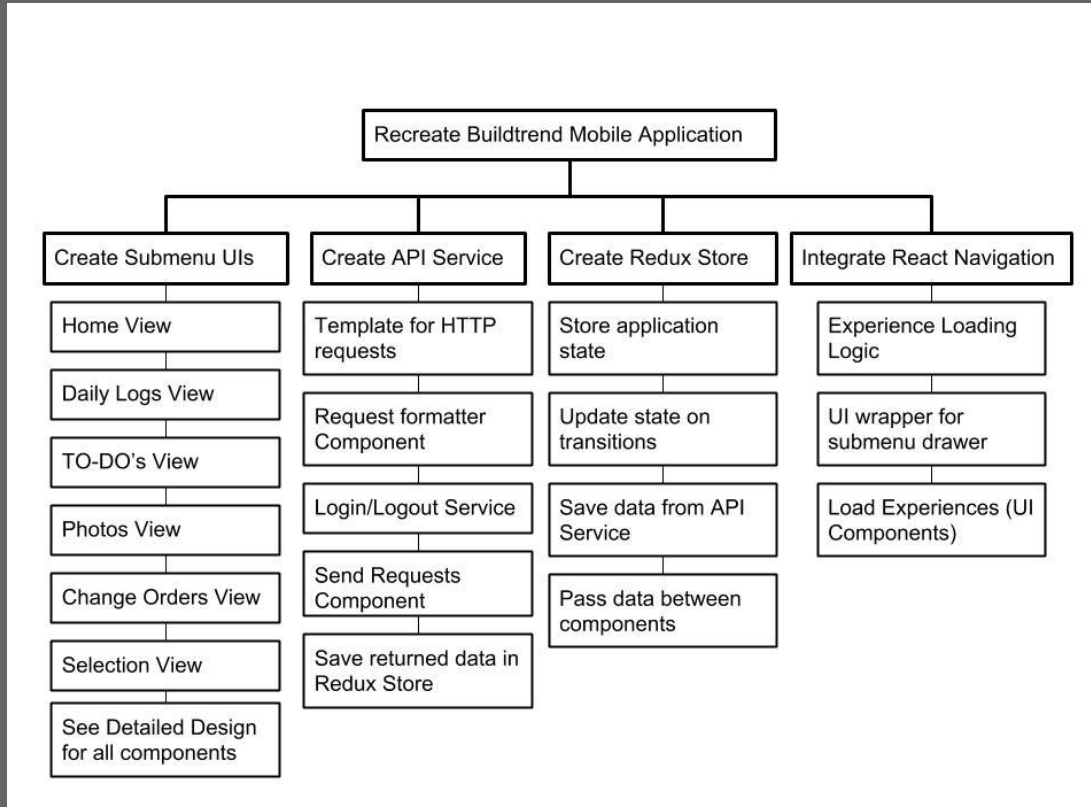 Recreate Buildtrend Mobile Application
Create Submenu UIs
Home View
Daily Logs View
TO-DO’s View
Photos View
Change Orders View
Selection View
See Detailed Design
for all components
Create API Service
Template for HTTP
requests
Request formatter
Component
Login/Logout Service
Send Requests
Component
Save returned data in
Redux Store
Create Redux Store
Store application
state
Update state on
transitions
Save data from API
Service
Pass data between
components
Integrate React Navigation
Experience Loading
Logic
UI wrapper for
submenu drawer
Load Experiences (UI
Components)